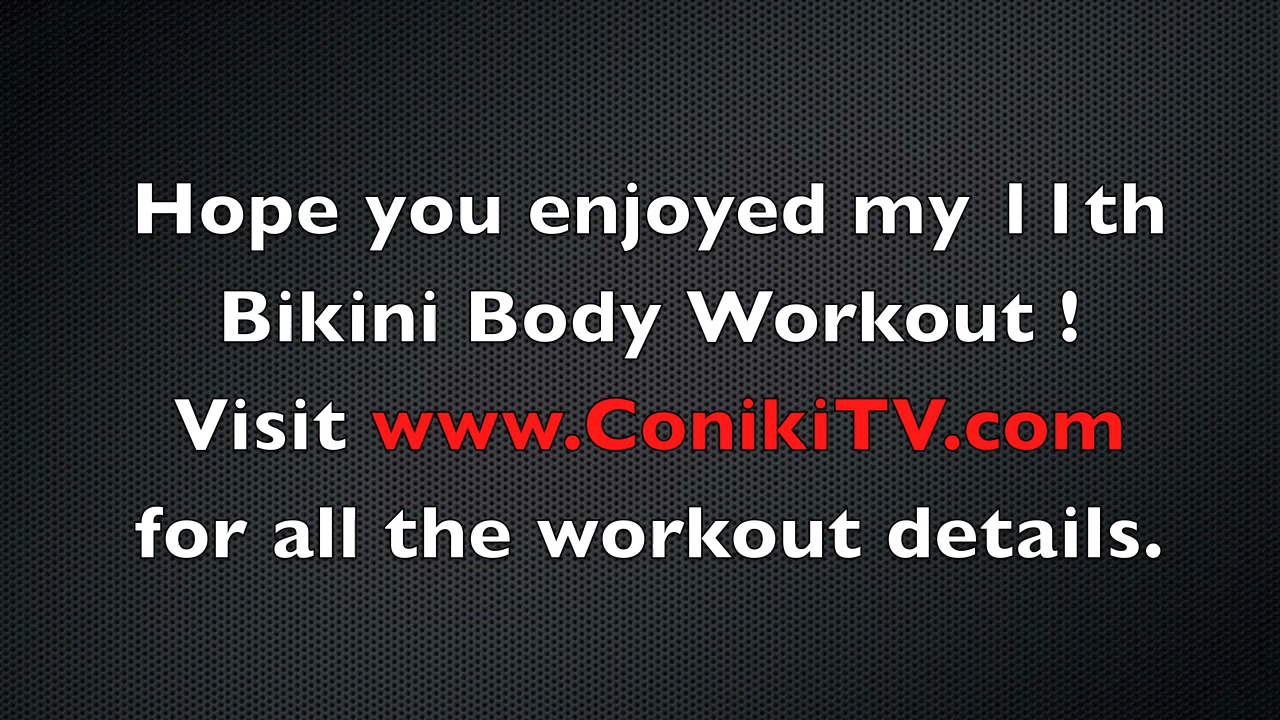 Hope you enjoyed my 11th
Bikini Body Workout !
Visit www.ConikiTV.com
for all the workout details.